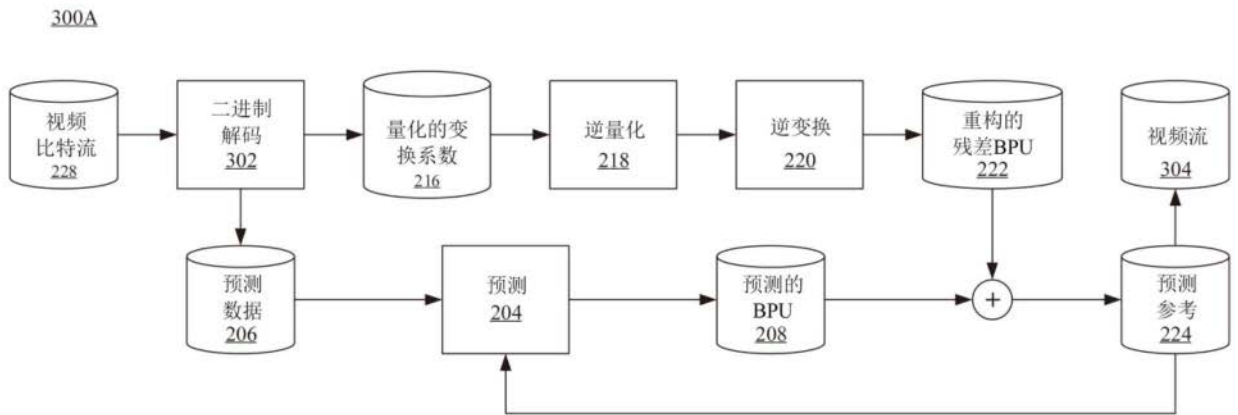 300A
视频
比特流
228
二进制
解码
302
量化的变
换系数
216
逆量化
218
逆变换
220
重构的
残差BPU
222
视频流
304
预测
数据
206
预测
204
预测的
BPU
208
+
预测
参考
224